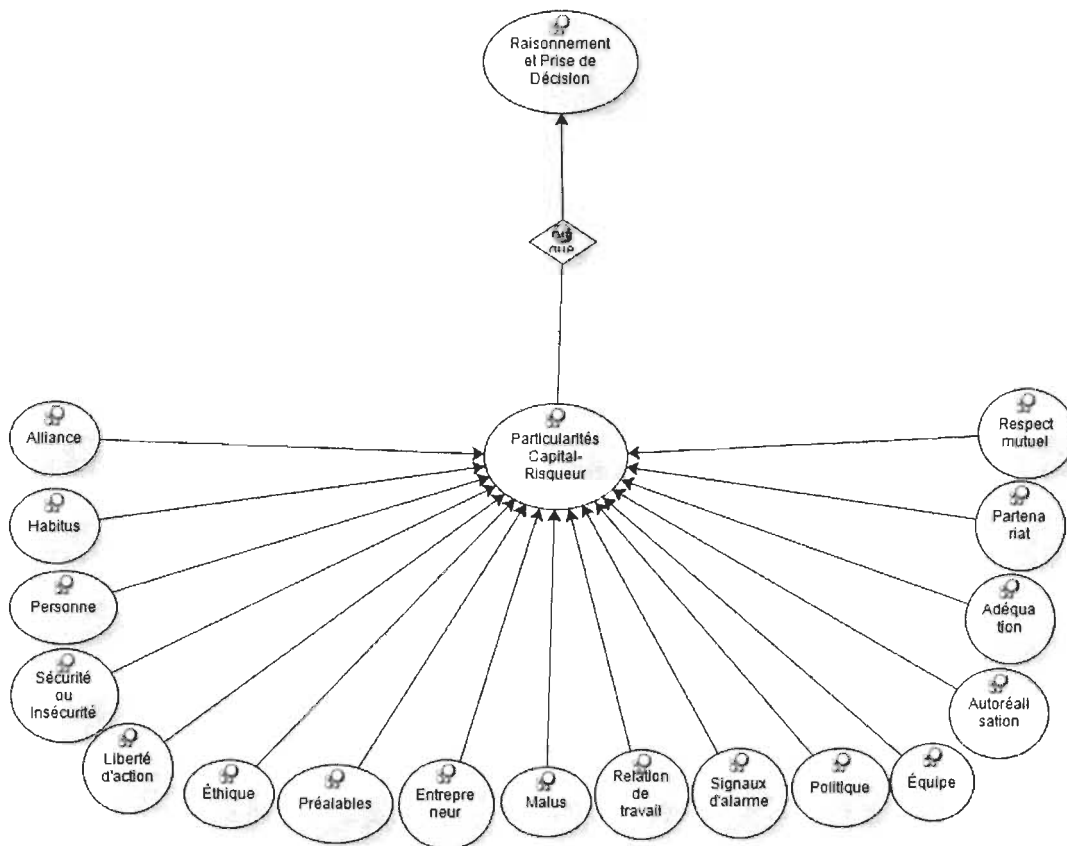 Raisonnement
et Prise de
Décision
que
Particularités
Capital-
Risqueur
Alliance
Habitus
Personne
Sécurité
ou
Insécurité
Liberté
d'action
Éthique
Préalables
Entrepre
neur
Malus
Relation
de
travail
Signaux
d'alarme
Politique
Équipe
Autoréali
sation
Adéqua
tion
Partena
riat
Respect
mutuel